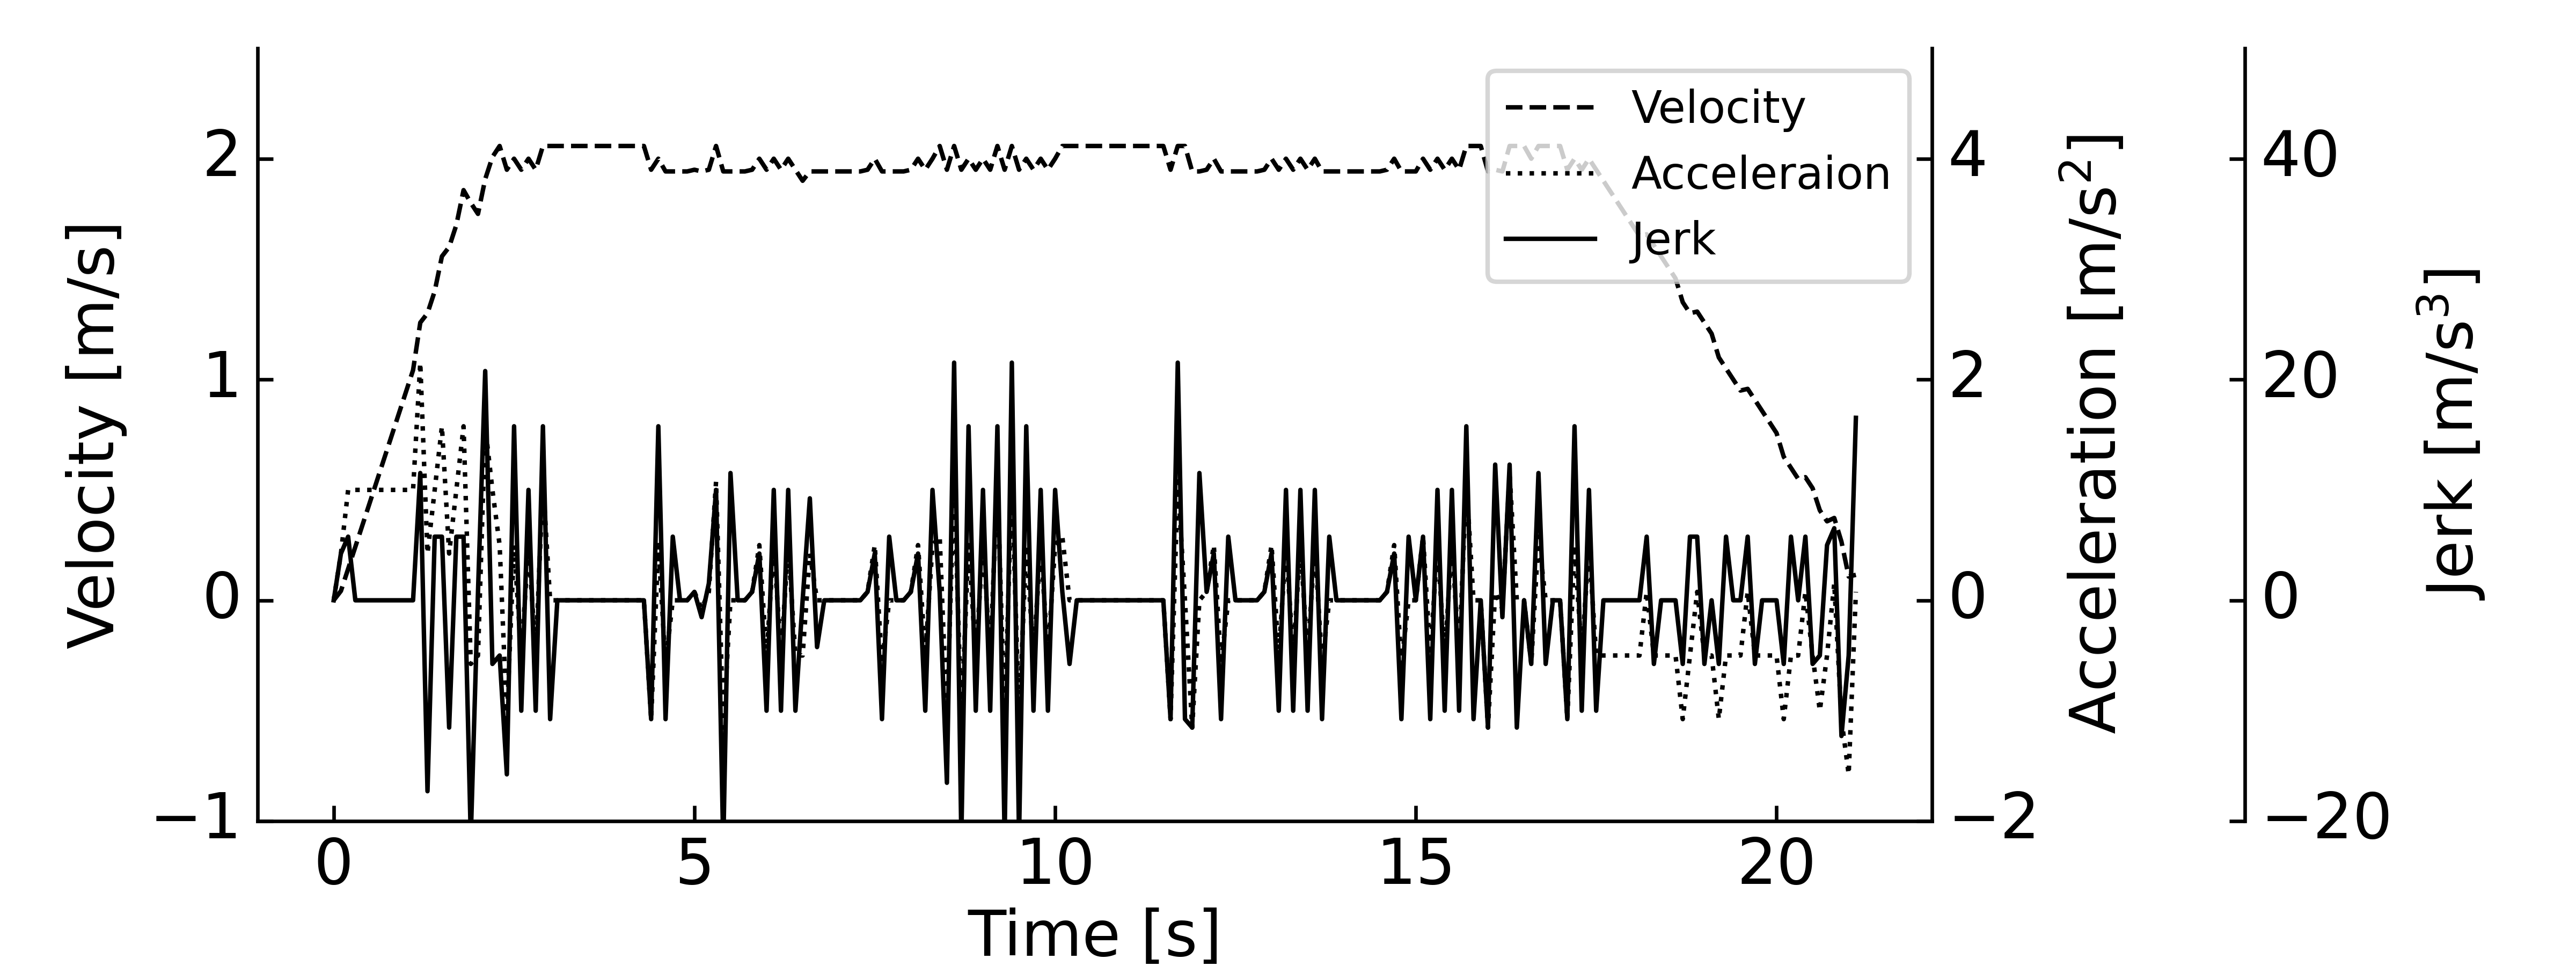 Velocity [m/s]
2
1
0
−1
0 5 10 15 20
Time [s]
Velocity
Acceleraion
Jerk
4
2
0
−2
Acceleration [m/s²]
40
20
0
−20
Jerk [m/s³]